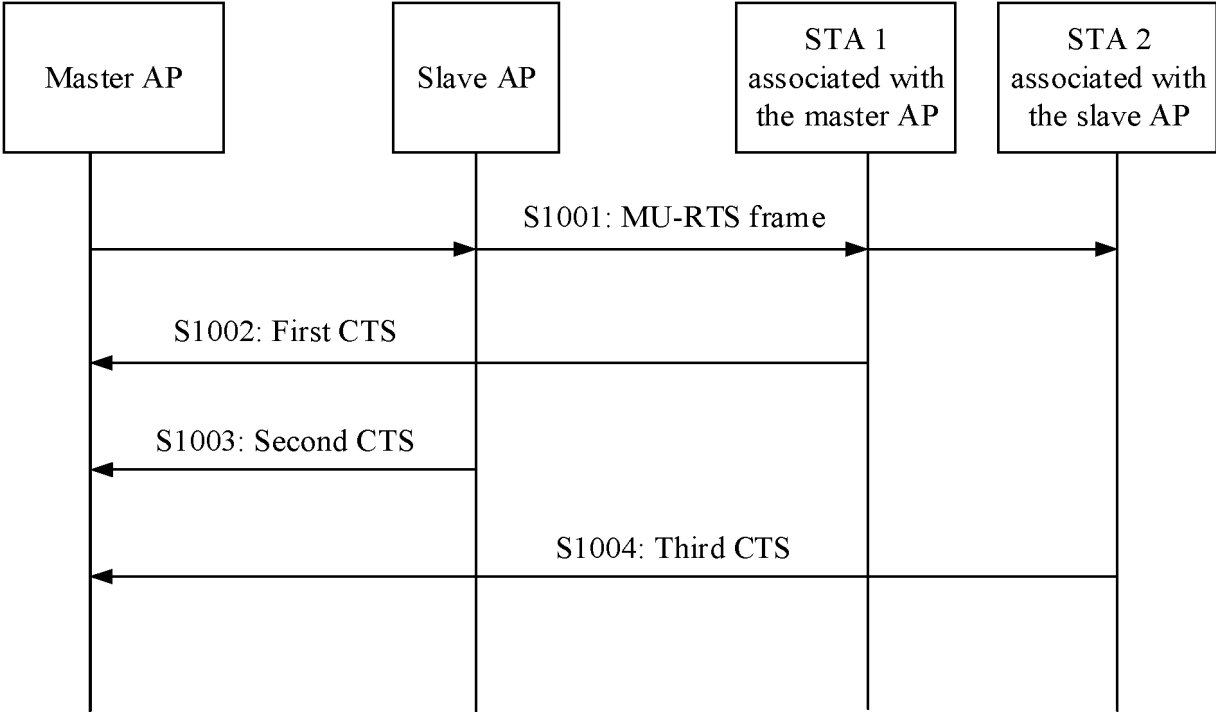 Master AP
Slave AP
STA 1
associated with
the master AP
STA 2
associated with
the slave AP
S1001: MU-RTS frame
S1002: First CTS
S1003: Second CTS
S1004: Third CTS